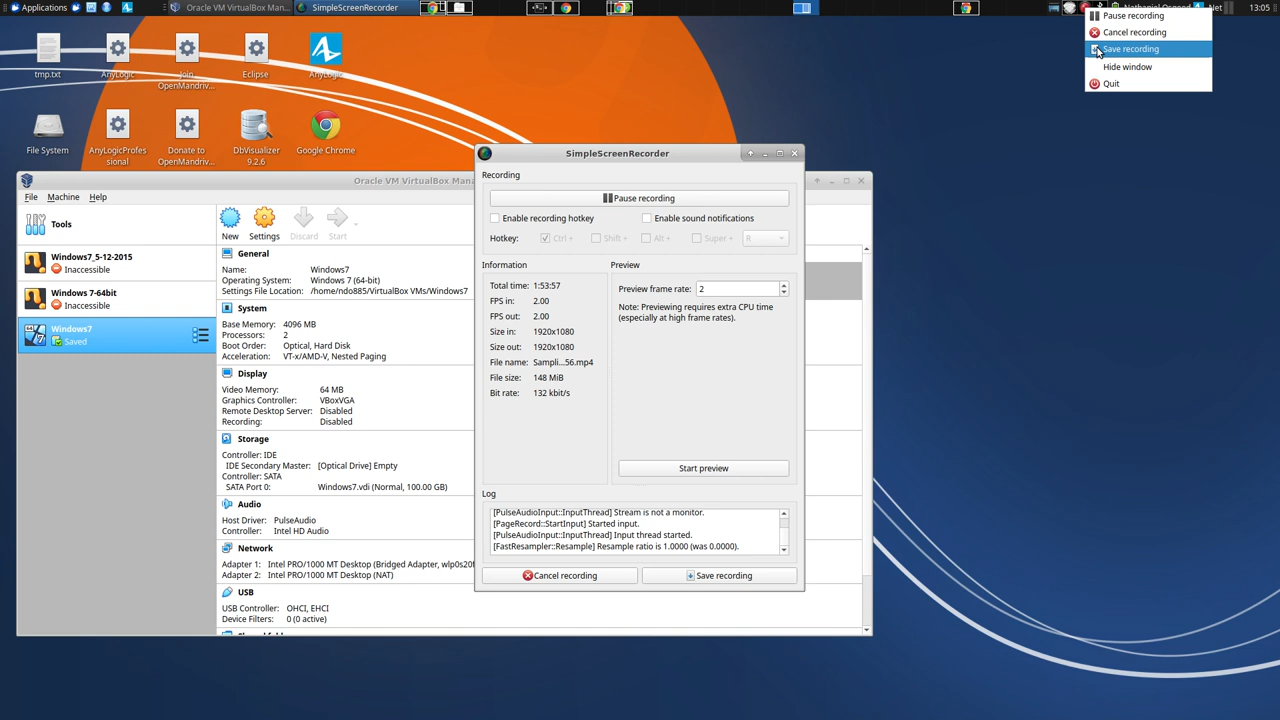 Applications
Oracle VM VirtualBox Man...
SimpleScreenRecorder
Net
13:05
Pause recording
Cancel recording
Save recording
Hide window
Quit
tmp.txt
AnyLogic
Join OpenMandriv...
Eclipse
AnyLogic
File System
AnyLogicProfes
sional
Donate to
OpenMandriv...
DbVisualizer
9.2.6
Google Chrome
Oracle VM VirtualBox Mana
File Machine Help
Tools
New
Settings
Discard
Start
Windows7_5-12-2015
Inaccessible
Windows 7-64bit
Inaccessible
Windows7
Saved
General
Name: Windows7
Operating System: Windows 7 (64-bit)
Settings File Location: /home/ndo885/VirtualBox VMs/Windows7
System
Base Memory: 4096 MB
Processors: 2
Boot Order: Optical, Hard Disk
Acceleration: VT-x/AMD-V, Nested Paging
Display
Video Memory: 64 MB
Graphics Controller: VBoxVGA
Remote Desktop Server: Disabled
Recording: Disabled
Storage
Controller: IDE
IDE Secondary Master: [Optical Drive] Empty
Controller: SATA
SATA Port 0: Windows7.vdi (Normal, 100.00 GB)
Audio
Host Driver: PulseAudio
Controller: Intel HD Audio
Network
Adapter 1: Intel PRO/1000 MT Desktop (Bridged Adapter, wlp0s20f
Adapter 2: Intel PRO/1000 MT Desktop (NAT)
USB
USB Controller: OHCI, EHCI
Device Filters: 0 (0 active)
SimpleScreenRecorder
Recording
Pause recording
Enable recording hotkey
Enable sound notifications
Hotkey: Ctrl + Shift + Alt + Super + R
Information
Total time: 1:53:57
FPS in: 2.00
FPS out: 2.00
Size in: 1920x1080
Size out: 1920x1080
File name: Sampli...56.mp4
File size: 148 MiB
Bit rate: 132 kbit/s
Preview
Preview frame rate: 2
Note: Previewing requires extra CPU time
(especially at high frame rates).
Start preview
Log
[PulseAudioInput::InputThread] Stream is not a monitor.
[PageRecord::StartInput] Started input.
[PulseAudioInput::InputThread] Input thread started.
[FastResampler::Resample] Resample ratio is 1.0000 (was 0.0000).
Cancel recording
Save recording